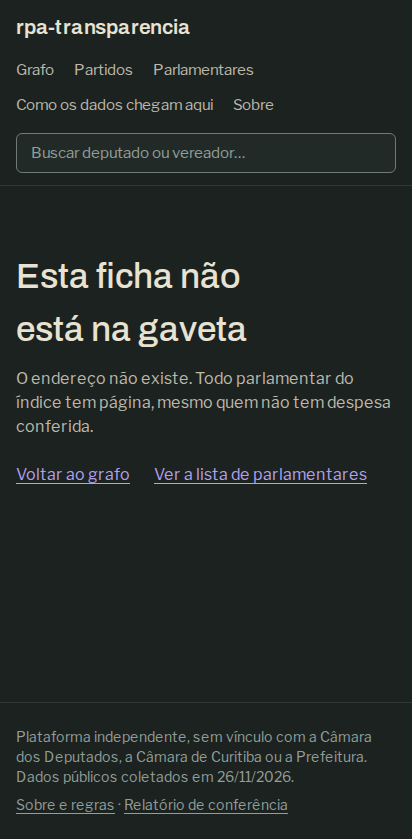 rpa-transparencia
Grafo Partidos Parlamentares
Como os dados chegam aqui Sobre
Buscar deputado ou vereador…
Esta ficha não
está na gaveta
O endereço não existe. Todo parlamentar do
índice tem página, mesmo quem não tem despesa
conferida.
Voltar ao grafo Ver a lista de parlamentares
Plataforma independente, sem vínculo com a Câmara
dos Deputados, a Câmara de Curitiba ou a Prefeitura.
Dados públicos coletados em 26/11/2026.
Sobre e regras · Relatório de conferência